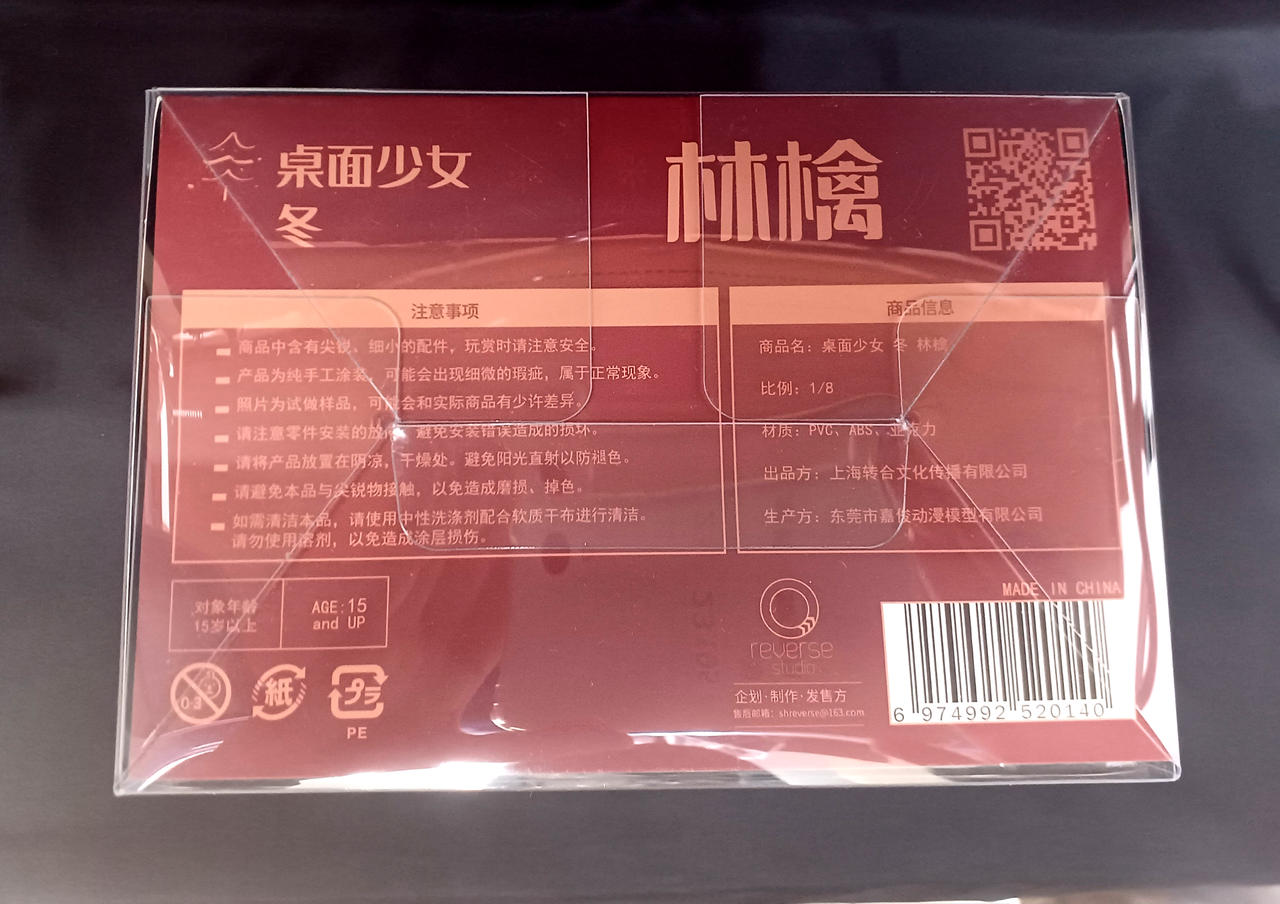 桌面少女
冬
林檎
注意事项
商品中含有尖锐、细小的配件，玩赏时请注意安全。
产品为纯手工涂装，可能会出现细微的瑕疵，属于正常现象。
照片为试做样品，可能会和实际商品有少许差异。
请注意零件安装的放 避免安装错误造成的损坏。
请将产品放置在阴凉，干燥处。避免阳光直射以防褪色。
请避免本品与尖锐物接触，以免造成磨损、掉色。
如需清洁本品，请使用中性洗涤剂配合软质干布进行清洁。
请勿使用溶剂，以免造成涂层损伤。
商品信息
商品名：桌面少女 冬 林檎
比例：1/8
材质：PVC、ABS、亚克力
出品方：上海转合文化传播有限公司
生产方：东莞市嘉俊动漫模型有限公司
对象年龄
15岁以上
AGE:15
and UP
0-3
紙
プラ
PE
reverse
studio
企划·制作·发售方
售后邮箱：shreverse@163.com
MADE IN CHINA
6 974992 520140